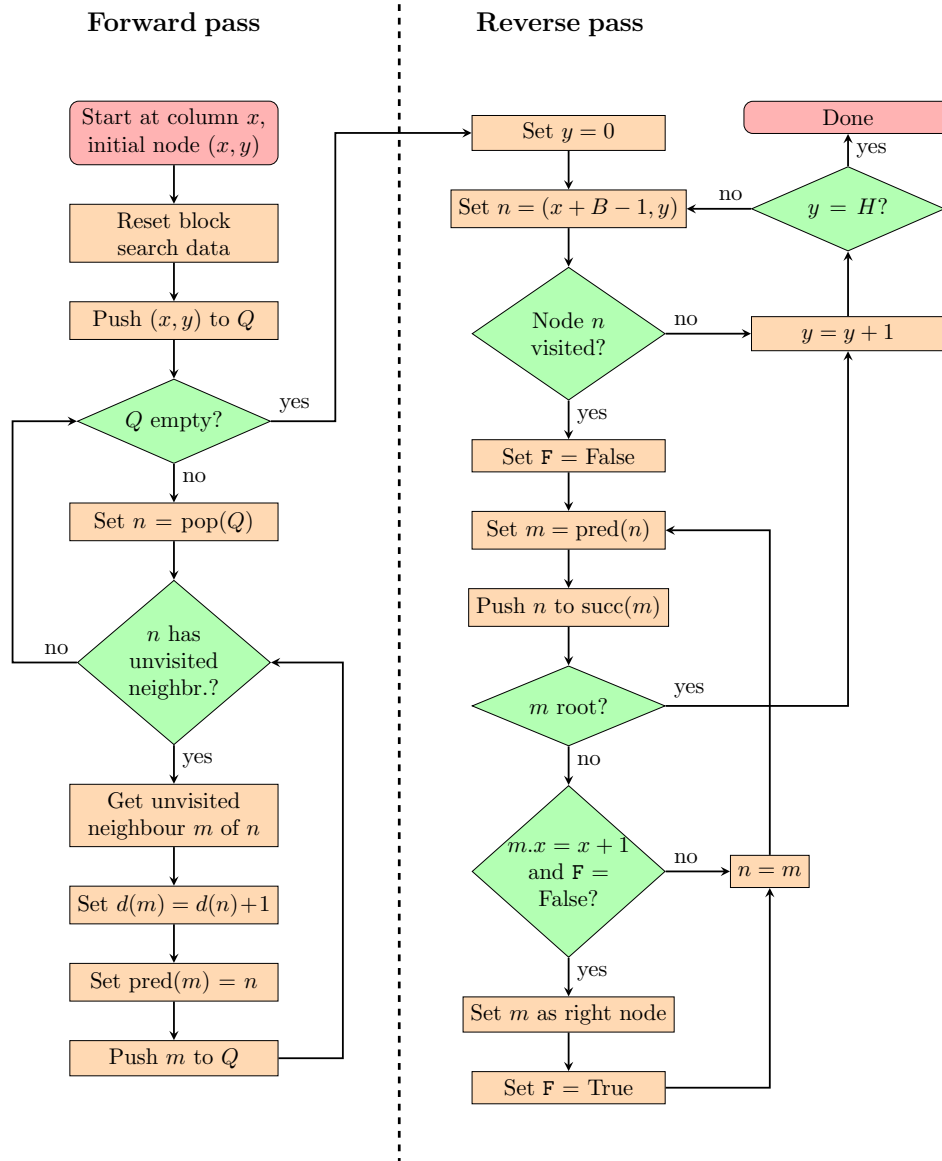 Forward pass
Start at column x,
initial node (x, y)
Reset block
search data
Push (x, y) to Q
Q empty?
yes
no
Set n = pop(Q)
n has
unvisited
neighbr.?
no
yes
Get unvisited
neighbour m of n
Set d(m) = d(n)+1
Set pred(m) = n
Push m to Q
Reverse pass
Set y = 0
Done
yes
Set n = (x + B − 1, y)
no
y = H?
Node n
visited?
no
y = y + 1
yes
Set F = False
Set m = pred(n)
Push n to succ(m)
m root?
yes
no
m.x = x + 1
and F =
False?
no
n = m
yes
Set m as right node
Set F = True